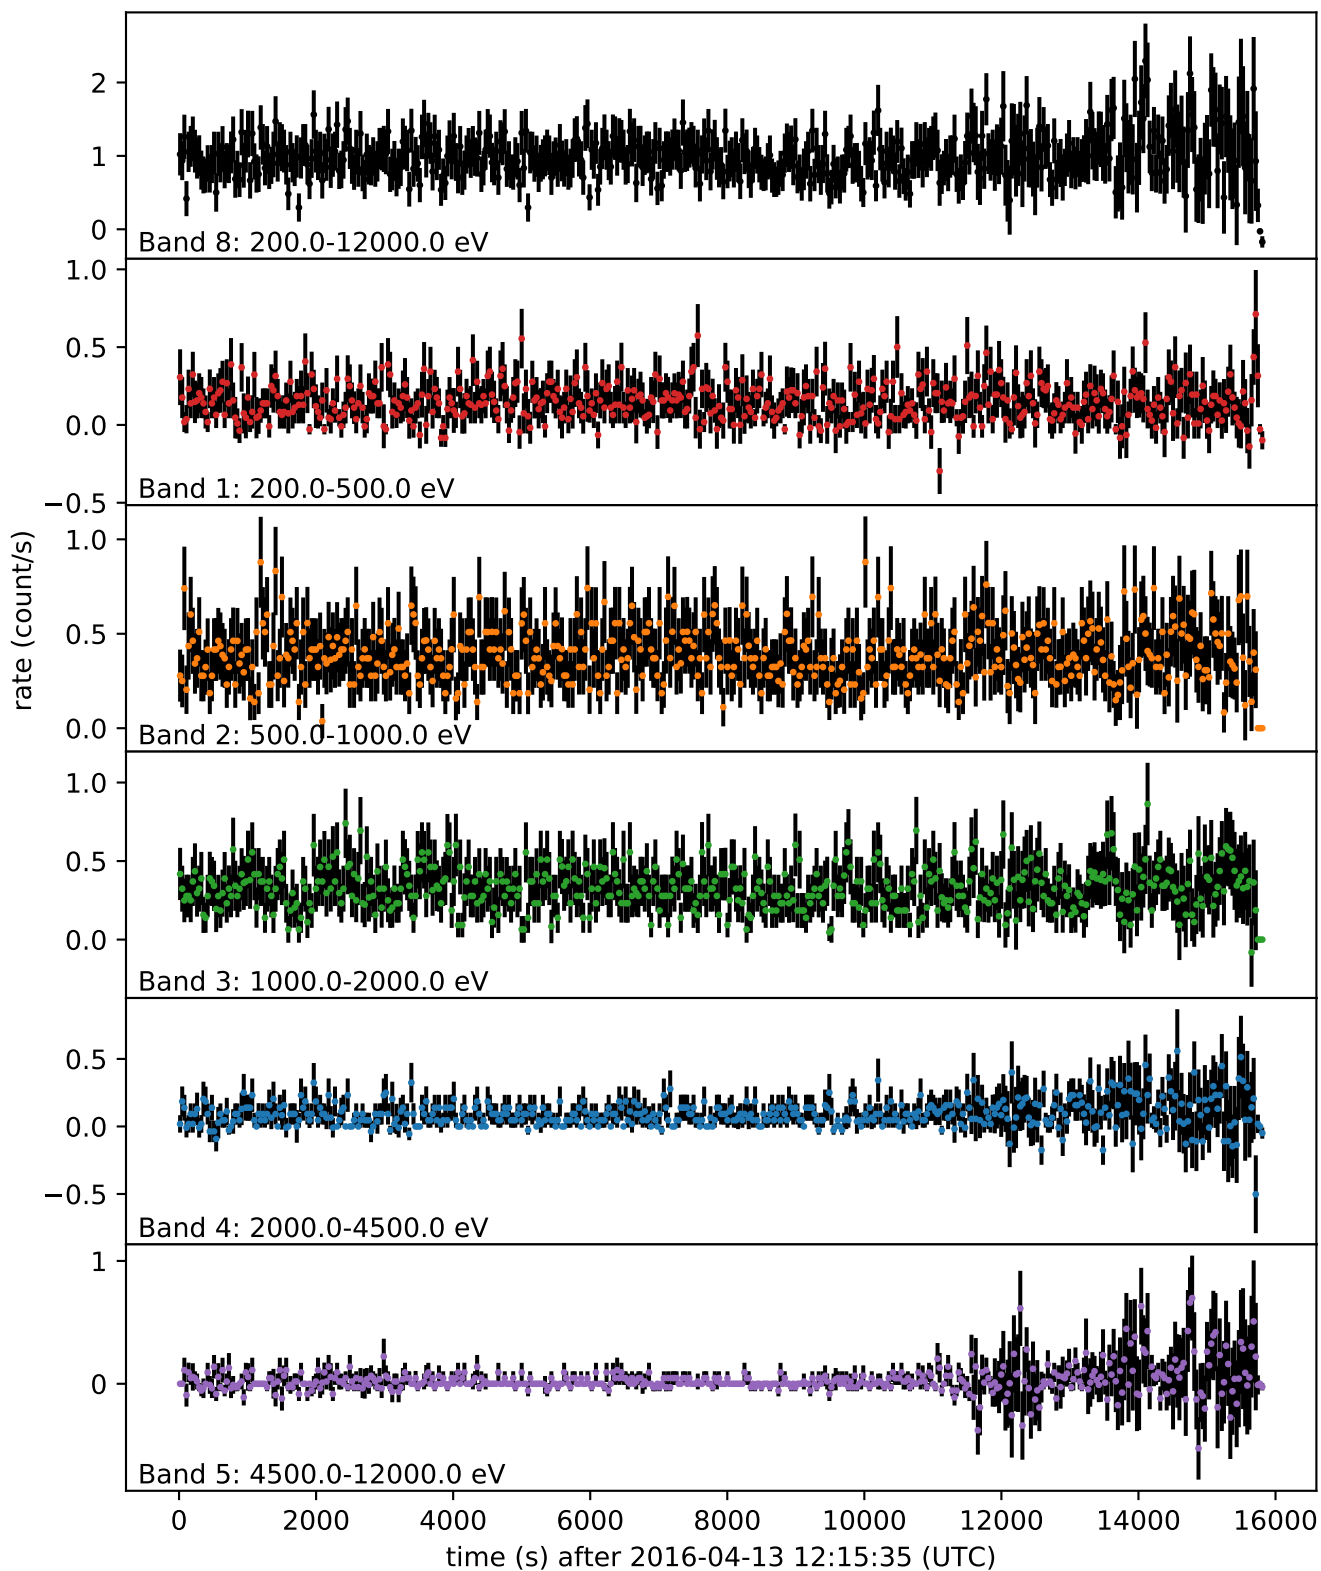 2
1
0
Band 8: 200.0-12000.0 eV
1.0
0.5
0.0
−0.5
Band 1: 200.0-500.0 eV
rate (count/s)
1.0
0.5
0.0
Band 2: 500.0-1000.0 eV
1.0
0.5
0.0
Band 3: 1000.0-2000.0 eV
0.5
0.0
−0.5
Band 4: 2000.0-4500.0 eV
1
0
Band 5: 4500.0-12000.0 eV
0 2000 4000 6000 8000 10000 12000 14000 16000
time (s) after 2016-04-13 12:15:35 (UTC)